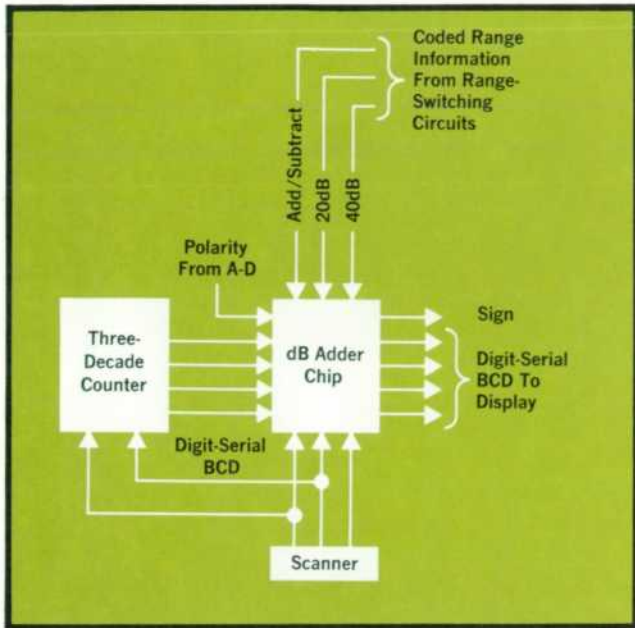 Coded Range
Information
From Range-
Switching
Circuits
Add/Subtract
20dB
40dB
Polarity
From A-D
Three-
Decade
Counter
dB Adder
Chip
Sign
Digit-Serial
BCD To
Display
Digit-Serial
BCD
Scanner